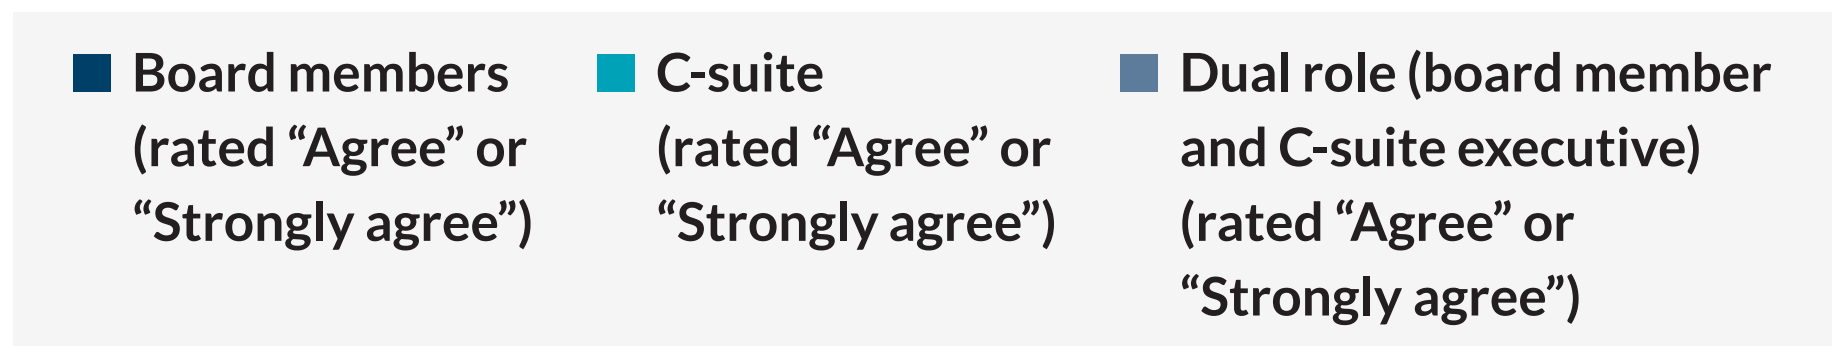 Board members
(rated “Agree” or
“Strongly agree”)
C-suite
(rated “Agree” or
“Strongly agree”)
Dual role (board member
and C-suite executive)
(rated “Agree” or
“Strongly agree”)